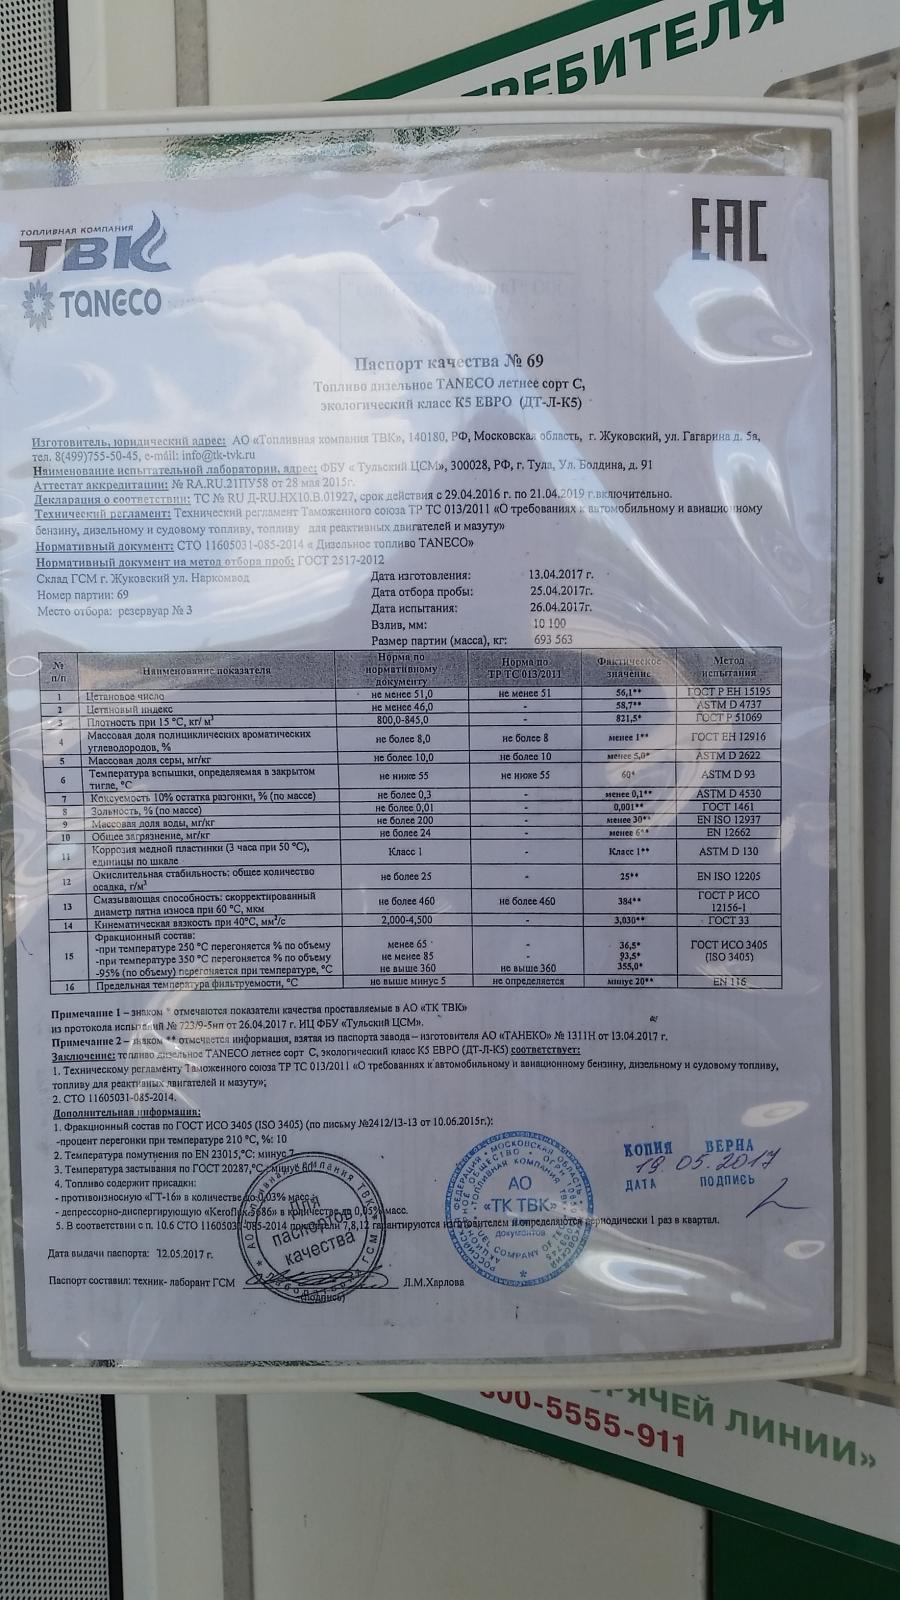 ТРЕБИТЕЛЯ
ТОПЛИВНАЯ КОМПАНИЯ
ТВК
TANECO
EAC
Паспорт качества № 69
Топливо дизельное TANECO летнее сорт С,
экологический класс К5 ЕВРО (ДТ-Л-К5)
Изготовитель, юридический адрес: АО «Топливная компания ТВК», 140180, РФ, Московская область, г. Жуковский, ул. Гагарина д. 5а,
тел. 8(499)755-50-45, e-mail: info@tk-tvk.ru
Наименование испытательной лаборатории, адрес: ФБУ « Тульский ЦСМ», 300028, РФ, г. Тула, Ул. Болдина, д. 91
Аттестат аккредитации: № RA.RU.21ПУ58 от 28 мая 2015г.
Декларация о соответствии: ТС № RU Д-RU.НХ10.В.01927, срок действия с 29.04.2016 г. по 21.04.2019 г.включительно.
Технический регламент: Технический регламент Таможенного союза ТР ТС 013/2011 «О требованиях к автомобильному и авиационному
бензину, дизельному и судовому топливу, топливу для реактивных двигателей и мазуту»
Нормативный документ: СТО 11605031-085-2014 « Дизельное топливо TANECO»
Нормативный документ на метод отбора проб: ГОСТ 2517-2012
Склад ГСМ г. Жуковский ул. Наркомвод
Номер партии: 69
Место отбора: резервуар № 3
Дата изготовления: 13.04.2017 г.
Дата отбора пробы: 25.04.2017г.
Дата испытания: 26.04.2017г.
Взлив, мм: 10 100
Размер партии (масса), кг: 693 563
№ п/п Наименование показателя Норма по нормативному документу Норма по ТР ТС 013/2011 Фактическое значение Метод испытания
1 Цетановое число не менее 51,0 не менее 51 56,1** ГОСТ Р ЕН 15195
2 Цетановый индекс не менее 46,0 - 58,7** ASTM D 4737
3 Плотность при 15 °С, кг/ м³ 800,0-845,0 - 821,5* ГОСТ Р 51069
4 Массовая доля полициклических ароматических углеводородов, % не более 8,0 не более 8 менее 1** ГОСТ ЕН 12916
5 Массовая доля серы, мг/кг не более 10,0 не более 10 менее 5,0* ASTM D 2622
6 Температура вспышки, определяемая в закрытом тигле, °С не ниже 55 не ниже 55 60* ASTM D 93
7 Коксуемость 10% остатка разгонки, % (по массе) не более 0,3 - менее 0,1** ASTM D 4530
8 Зольность, % (по массе) не более 0,01 - 0,001** ГОСТ 1461
9 Массовая доля воды, мг/кг не более 200 - менее 30** EN ISO 12937
10 Общее загрязнение, мг/кг не более 24 - менее 6** EN 12662
11 Коррозия медной пластинки (3 часа при 50 °С), единицы по шкале Класс 1 - Класс 1** ASTM D 130
12 Окислительная стабильность: общее количество осадка, г/м³ не более 25 - 25** EN ISO 12205
13 Смазывающая способность: скорректированный диаметр пятна износа при 60 °С, мкм не более 460 не более 460 384** ГОСТ Р ИСО 12156-1
14 Кинематическая вязкость при 40°С, мм²/с 2,000-4,500 - 3,030** ГОСТ 33
15 Фракционный состав:
-при температуре 250 °С перегоняется % по объему менее 65 - 36,5* ГОСТ ИСО 3405
-при температуре 350 °С перегоняется % по объему не менее 85 - 93,5* (ISO 3405)
-95% (по объему) перегоняется при температуре, °С не выше 360 не выше 360 355,0*
16 Предельная температура фильтруемости, °С не выше минус 5 не определяется минус 20** EN 116
Примечание 1 – знаком * отмечаются показатели качества проставляемые в АО «ТК ТВК»
из протокола испытаний № 723/9-5нп от 26.04.2017 г. ИЦ ФБУ «Тульский ЦСМ».
Примечание 2 – знаком ** отмечается информация, взятая из паспорта завода – изготовителя АО «ТАНЕКО» № 1311Н от 13.04.2017 г.
Заключение: топливо дизельное TANECO летнее сорт С, экологический класс К5 ЕВРО (ДТ-Л-К5) соответствует:
1. Техническому регламенту Таможенного союза ТР ТС 013/2011 «О требованиях к автомобильному и авиационному бензину, дизельному и судовому топливу,
топливу для реактивных двигателей и мазуту»;
2. СТО 11605031-085-2014.
Дополнительная информация:
1. Фракционный состав по ГОСТ ИСО 3405 (ISO 3405) (по письму №2412/13-13 от 10.06.2015г.):
-процент перегонки при температуре 210 °С, %: 10
2. Температура помутнения по EN 23015,°С: минус 7
3. Температура застывания по ГОСТ 20287,°С: минус
4. Топливо содержит присадки:
- противоизносную «ГТ-16» в количестве до 0,03% масс.;
- депрессорно-диспергирующую «Keroflux 5686» в количестве до 0,05% масс.
5. В соответствии с п. 10.6 СТО 11605031-085-2014 показатели 7,8,12 гарантируются изготовителем и определяются периодически 1 раз в квартал.
КОПИЯ ВЕРНА
19.05.2017
ДАТА ПОДПИСЬ
Для паспортов качества
АО «ТК ТВК»
документов
Дата выдачи паспорта: 12.05.2017 г.
Паспорт составил: техник- лаборант ГСМ Л.М.Харлова
(подпись)
РЯЧЕЙ ЛИНИИ»
800-5555-911